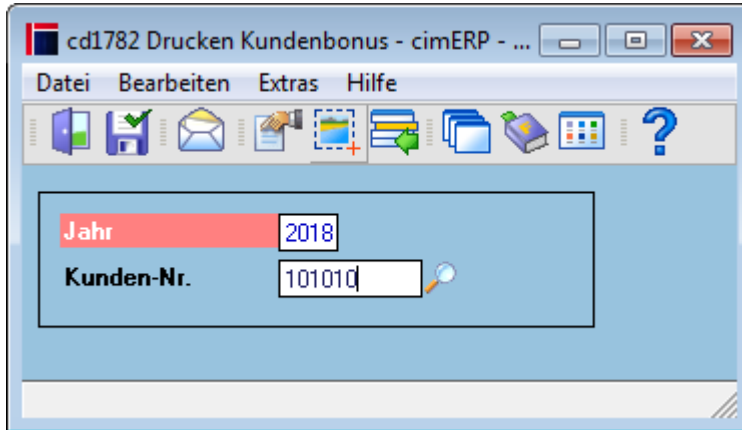 cd1782 Drucken Kundenbonus - cimERP - ...
Datei Bearbeiten Extras Hilfe
Jahr 2018
Kunden-Nr. 101010